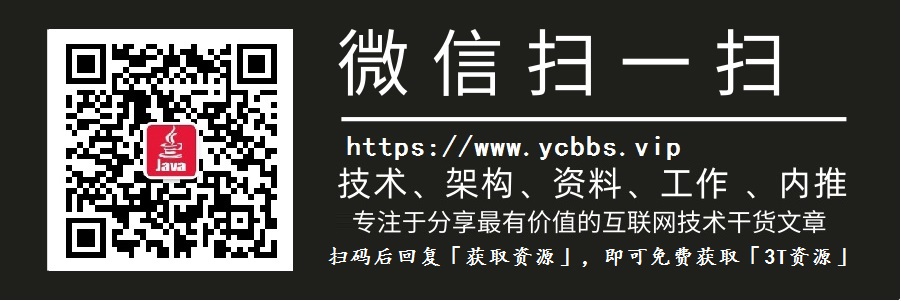 微信扫一扫
https://www.ycbbs.vip
技术、架构、资料、工作 、内推
专注于分享最有价值的互联网技术干货文章
扫码后回复「获取资源」，即可免费获取「3T资源」
Java